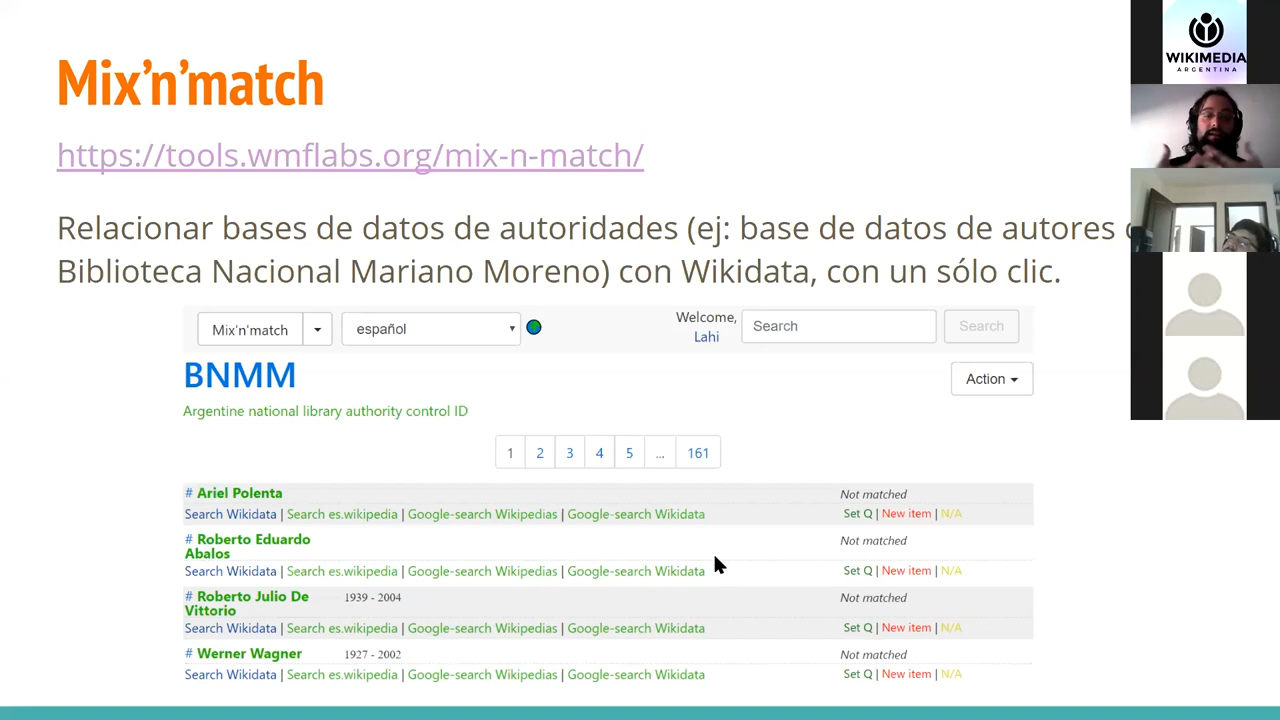 Mix’n’match
https://tools.wmflabs.org/mix-n-match/
Relacionar bases de datos de autoridades (ej: base de datos de autores
Biblioteca Nacional Mariano Moreno) con Wikidata, con un sólo clic.
Mix'n'match español Welcome, Lahi Search Search
BNMM Action
Argentine national library authority control ID
1 2 3 4 5 ... 161
# Ariel Polenta Not matched
Search Wikidata | Search es.wikipedia | Google-search Wikipedias | Google-search Wikidata Set Q | New item | N/A
# Roberto Eduardo Not matched
Abalos
Search Wikidata | Search es.wikipedia | Google-search Wikipedias | Google-search Wikidata Set Q | New item | N/A
# Roberto Julio De 1939 - 2004 Not matched
Vittorio
Search Wikidata | Search es.wikipedia | Google-search Wikipedias | Google-search Wikidata Set Q | New item | N/A
# Werner Wagner 1927 - 2002 Not matched
Search Wikidata | Search es.wikipedia | Google-search Wikipedias | Google-search Wikidata Set Q | New item | N/A
WIKIMEDIA
ARGENTINA